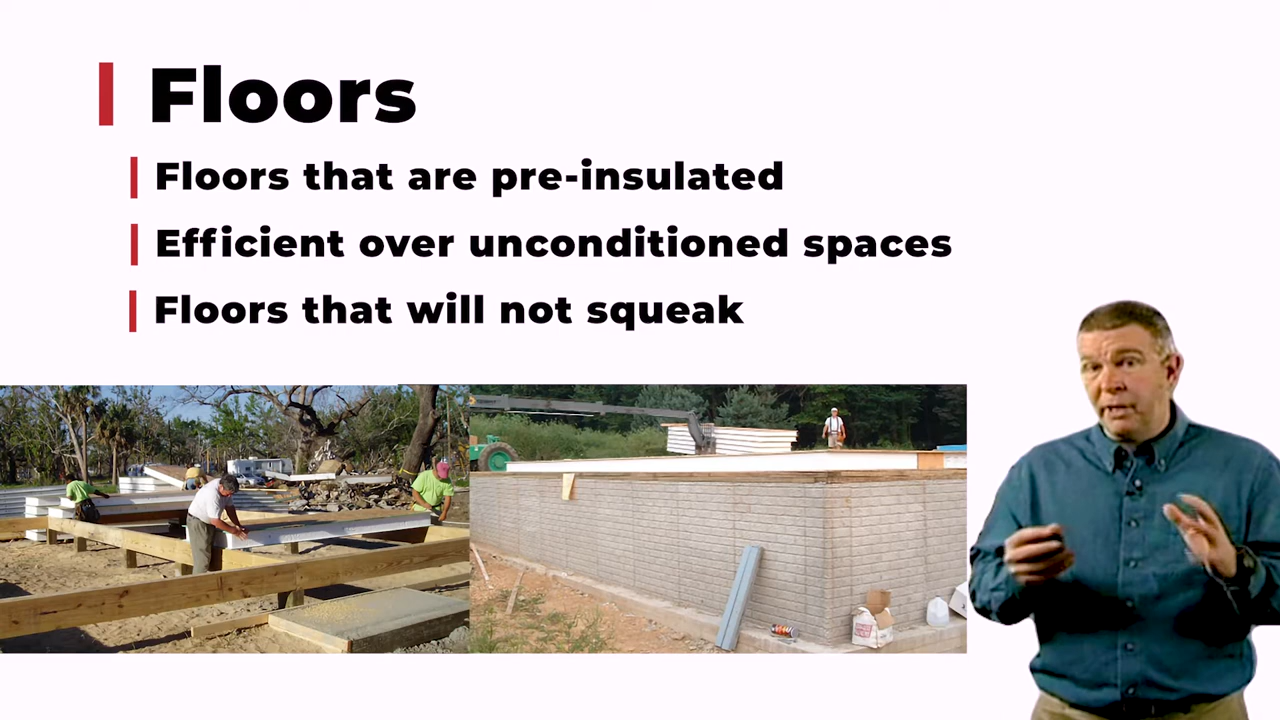 Floors
Floors that are pre-insulated
Efficient over unconditioned spaces
Floors that will not squeak